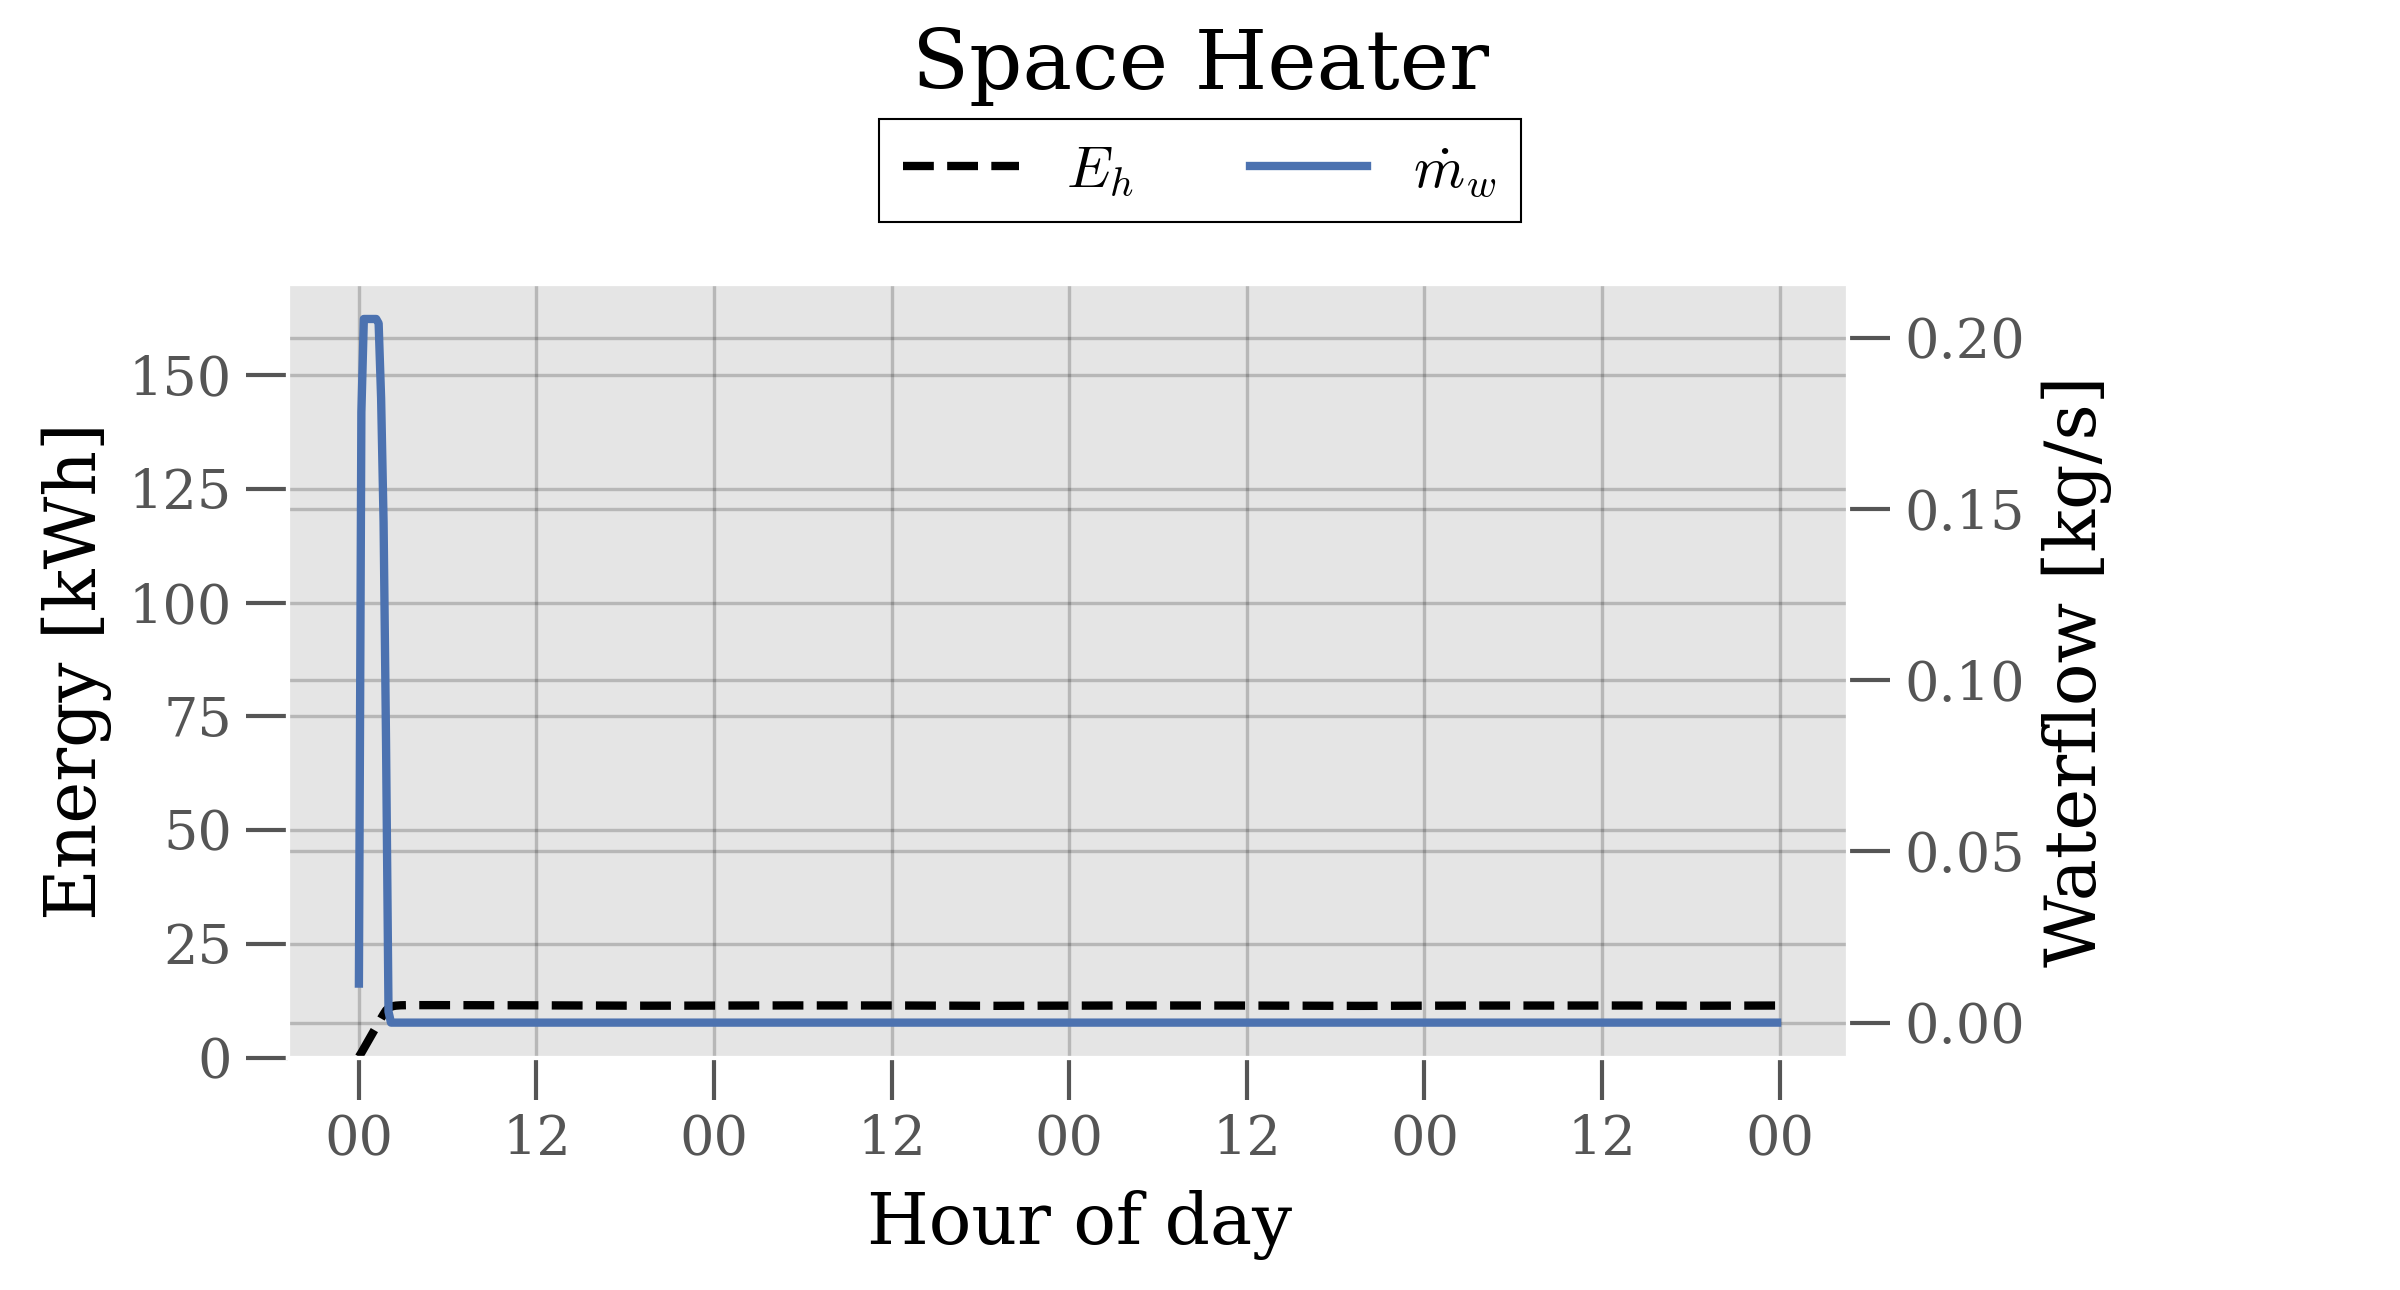 Space Heater
E_h ṁ_w
Energy [kWh]
150
125
100
75
50
25
0
0.20
0.15
0.10
0.05
0.00
Waterflow [kg/s]
00 12 00 12 00 12 00 12 00
Hour of day